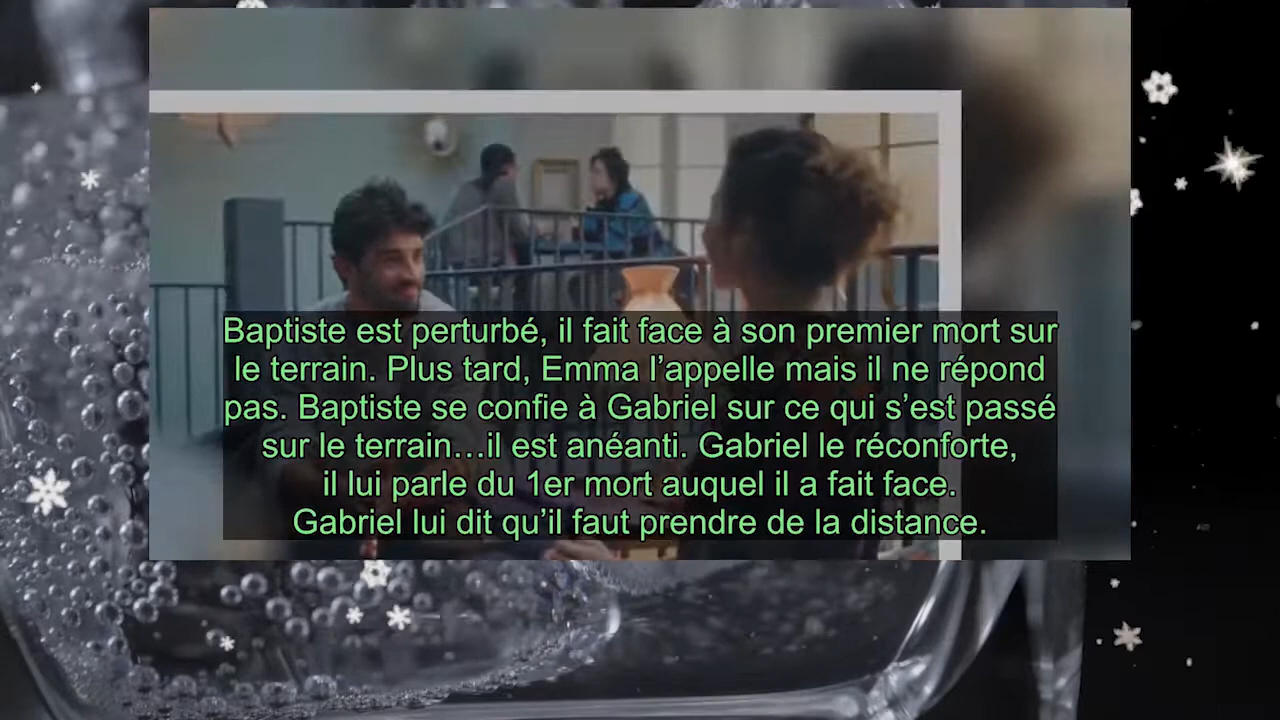 Baptiste est perturbé, il fait face à son premier mort sur
le terrain. Plus tard, Emma l’appelle mais il ne répond
pas. Baptiste se confie à Gabriel sur ce qui s’est passé
sur le terrain…il est anéanti. Gabriel le réconforte,
il lui parle du 1er mort auquel il a fait face.
Gabriel lui dit qu’il faut prendre de la distance.